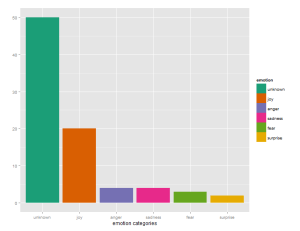 50
40
30
20
10
0
unknown joy anger sadness fear surprise
emotion categories
emotion
unknown
joy
anger
sadness
fear
surprise